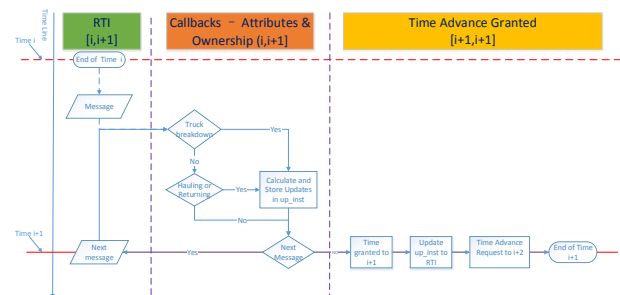 RTI
[i,i+1]
Callbacks – Attributes &
Ownership (i,i+1]
Time Advance Granted
[i+1,i+1]
Time Line
Time i
End of Time i
Message
Truck
breakdown
Yes
No
Hauling or
Returning
Yes
Calculate and
Store Updates
in up_inst
No
Time i+1
Next
message
Yes
Next
Message
No
Time
granted to
i+1
Update
up_inst to
RTI
Time Advance
Request to i+2
End of Time
i+1